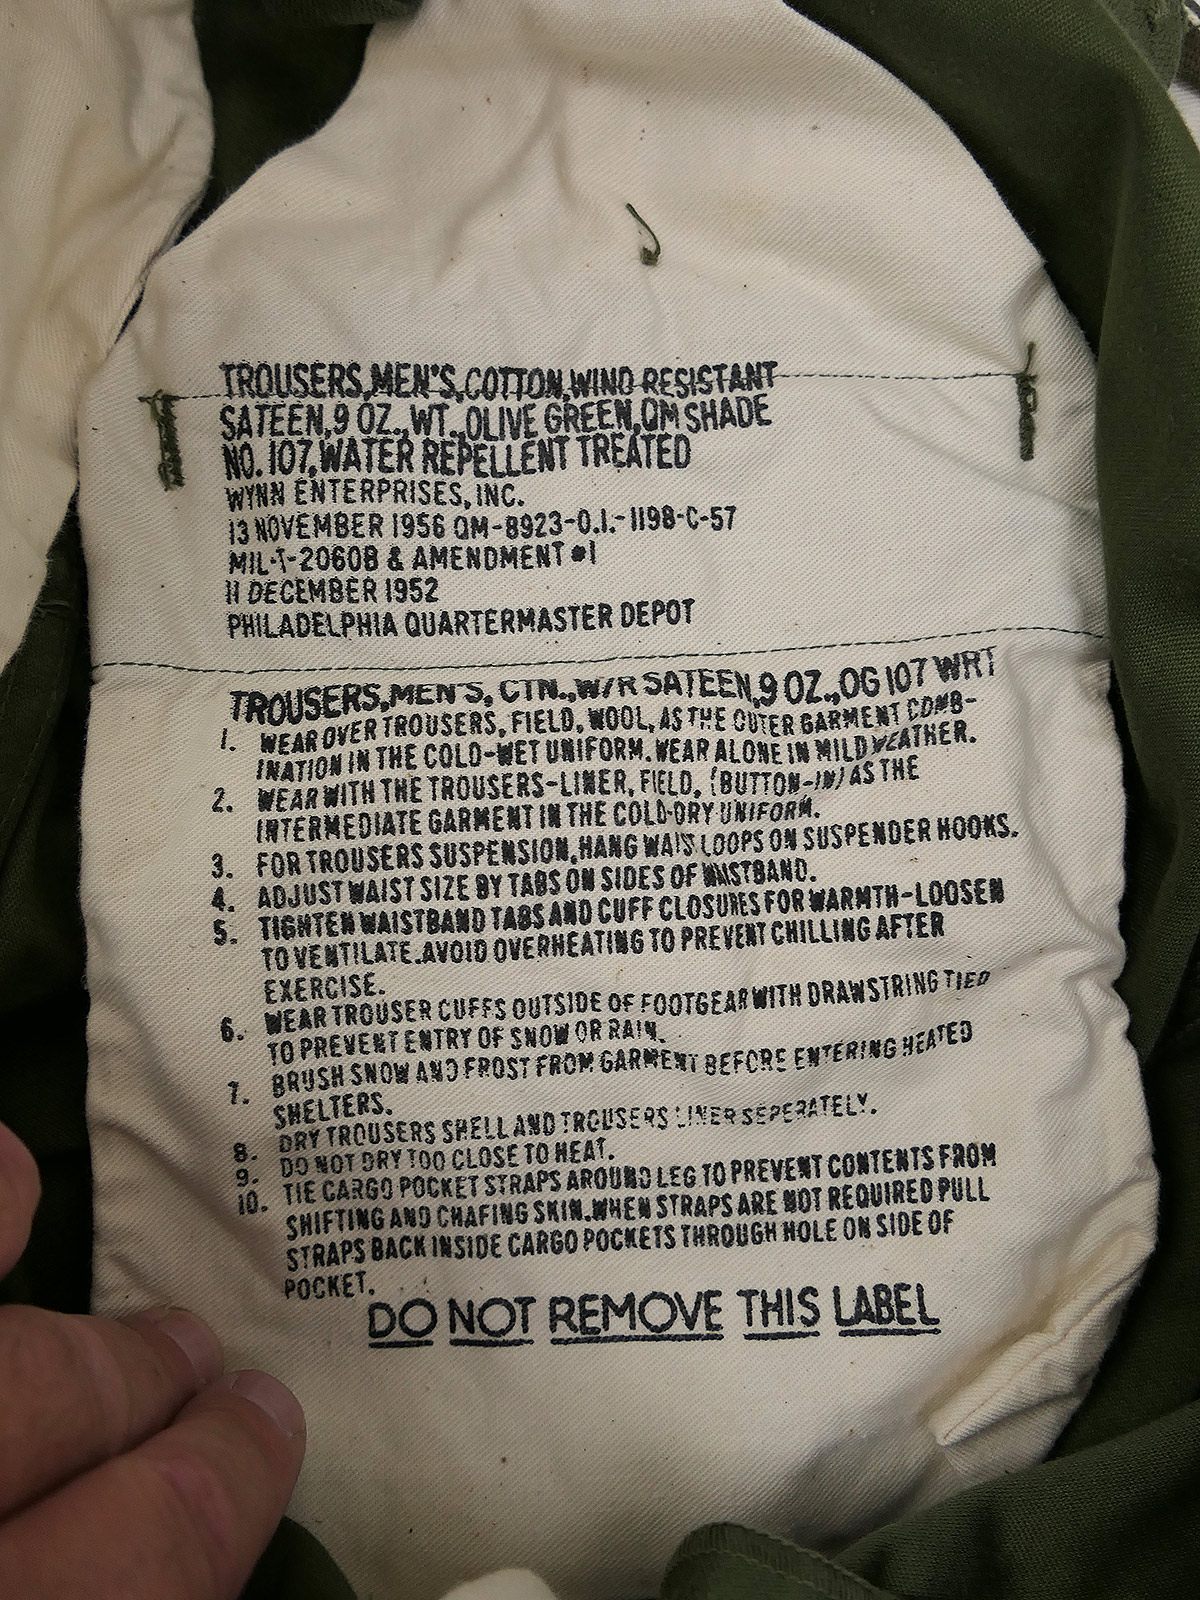 TROUSERS, MEN'S, COTTON, WIND RESISTANT
SATEEN, 9 OZ., WT., OLIVE GREEN, QM SHADE
NO. 107, WATER REPELLENT TREATED
WYNN ENTERPRISES, INC.
13 NOVEMBER 1956 QM-8923-O.I.-1198-C-57
MIL-T-2060B & AMENDMENT #1
11 DECEMBER 1952
PHILADELPHIA QUARTERMASTER DEPOT
TROUSERS, MEN'S, CTN., W/R SATEEN, 9 OZ., OG 107 WRT
1. WEAR OVER TROUSERS, FIELD, WOOL, AS THE OUTER GARMENT COMB-
INATION IN THE COLD-WET UNIFORM. WEAR ALONE IN MILD WEATHER.
2. WEAR WITH THE TROUSERS-LINER, FIELD, (BUTTON-IN) AS THE
INTERMEDIATE GARMENT IN THE COLD-DRY UNIFORM.
3. FOR TROUSERS SUSPENSION, HANG WAIST LOOPS ON SUSPENDER HOOKS.
4. ADJUST WAIST SIZE BY TABS ON SIDES OF WAISTBAND.
5. TIGHTEN WAISTBAND TABS AND CUFF CLOSURES FOR WARMTH-LOOSEN
TO VENTILATE. AVOID OVERHEATING TO PREVENT CHILLING AFTER
EXERCISE.
6. WEAR TROUSER CUFFS OUTSIDE OF FOOTGEAR WITH DRAWSTRING TIED
TO PREVENT ENTRY OF SNOW OR RAIN.
7. BRUSH SNOW AND FROST FROM GARMENT BEFORE ENTERING HEATED
SHELTERS.
8. DRY TROUSERS SHELL AND TROUSERS LINER SEPERATELY.
9. DO NOT DRY TOO CLOSE TO HEAT.
10. TIE CARGO POCKET STRAPS AROUND LEG TO PREVENT CONTENTS FROM
SHIFTING AND CHAFING SKIN. WHEN STRAPS ARE NOT REQUIRED PULL
STRAPS BACK INSIDE CARGO POCKETS THROUGH HOLE ON SIDE OF
POCKET.
DO NOT REMOVE THIS LABEL